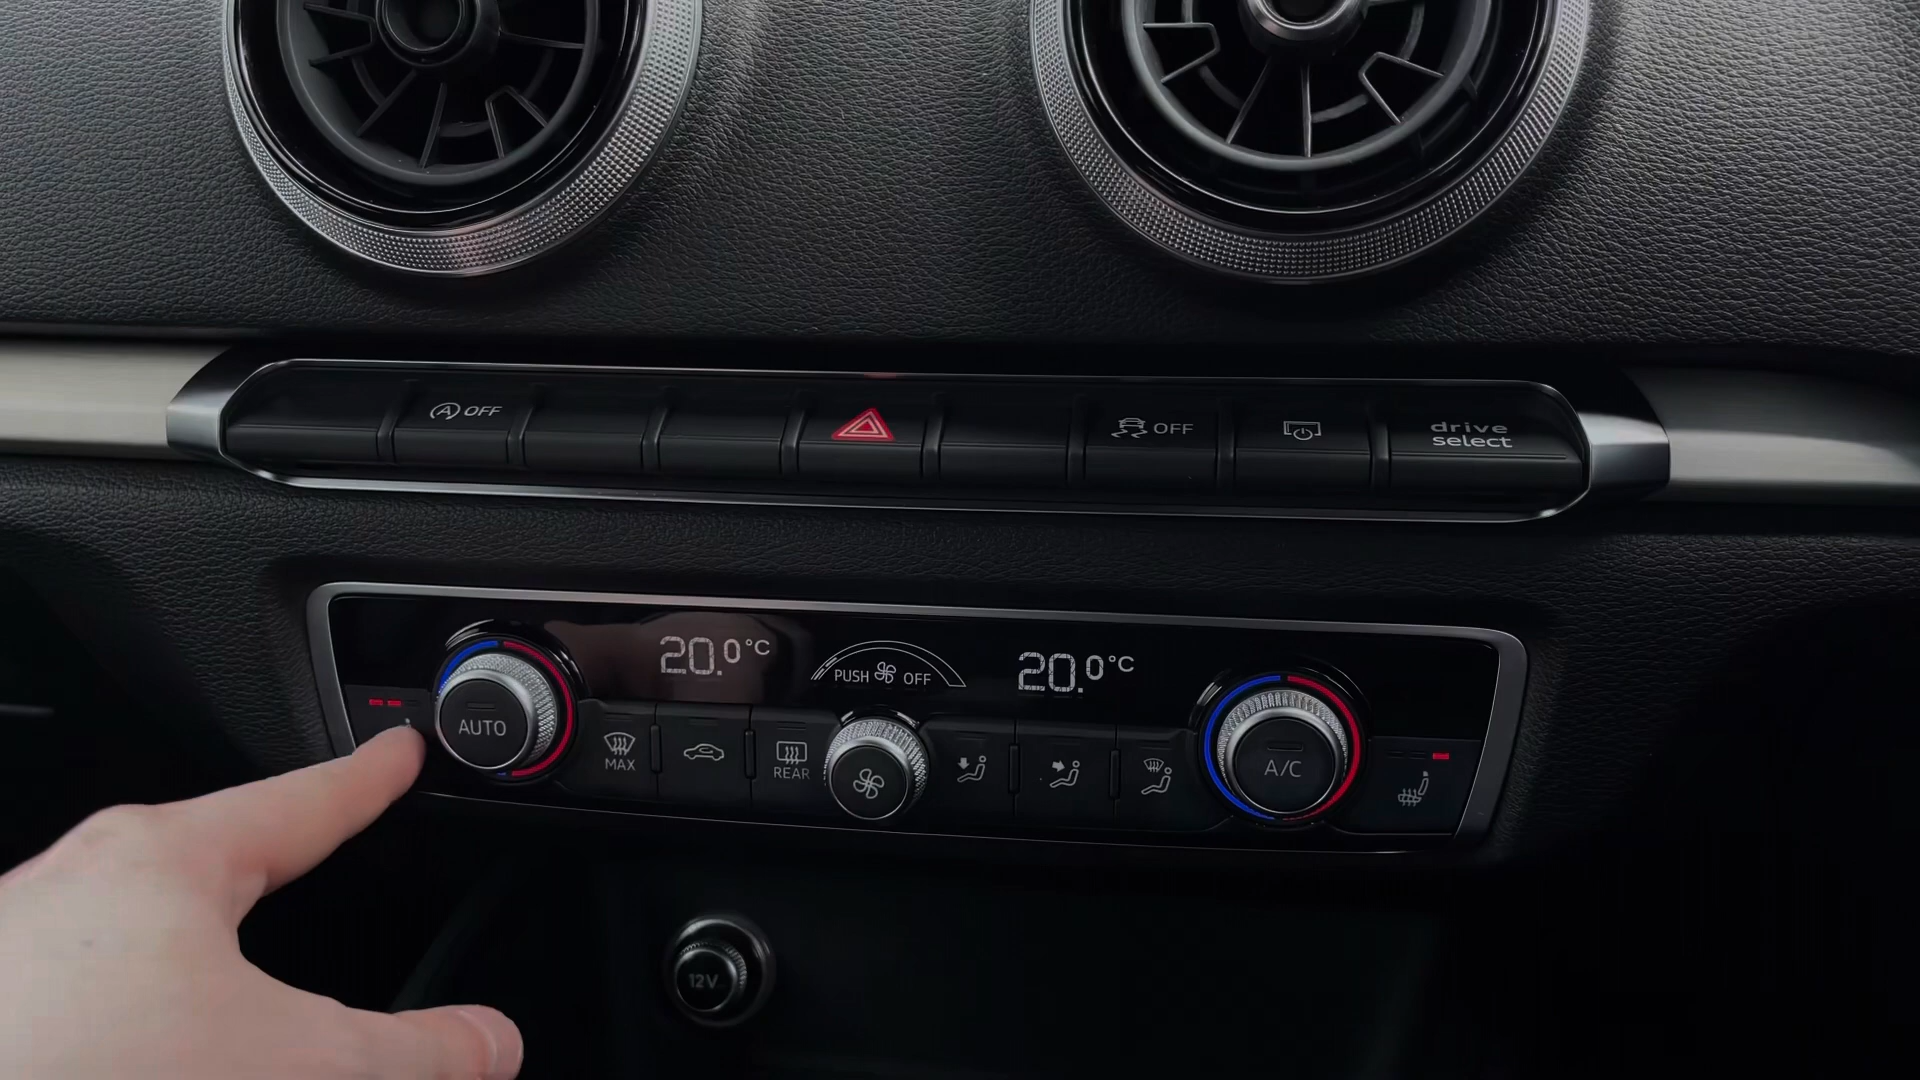 A OFF
OFF
drive
select
20.0°C
PUSH OFF
20.0°C
AUTO
MAX
REAR
A/C
12V